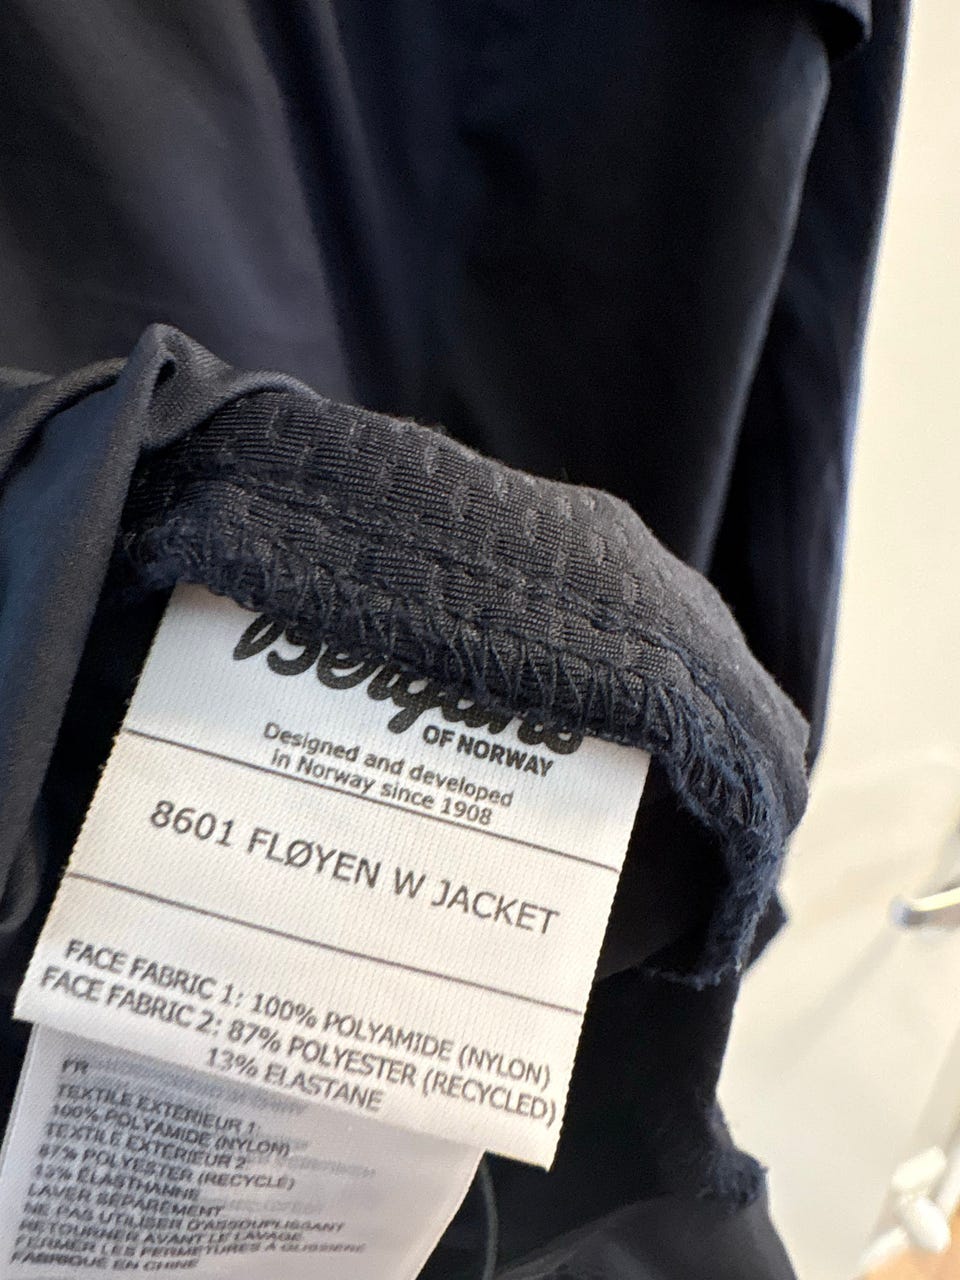 Bergans
OF NORWAY
Designed and developed
in Norway since 1908
8601 FLØYEN W JACKET
FACE FABRIC 1: 100% POLYAMIDE (NYLON)
FACE FABRIC 2: 87% POLYESTER (RECYCLED)
13% ELASTANE
FR
TEXTILE EXTERIEUR 1:
100% POLYAMIDE (NYLON)
TEXTILE EXTERIEUR 2
87% POLYESTER (RECYCLE)
13% ELASTHANNE
LAVER SEPAREMENT
NE PAS UTILISER D'ASSOUPLISSANT
RETOURNER AVANT LE LAVAGE
FERMER LES FERMETURES A GLISSIERE
FABRIQUE EN CHINE